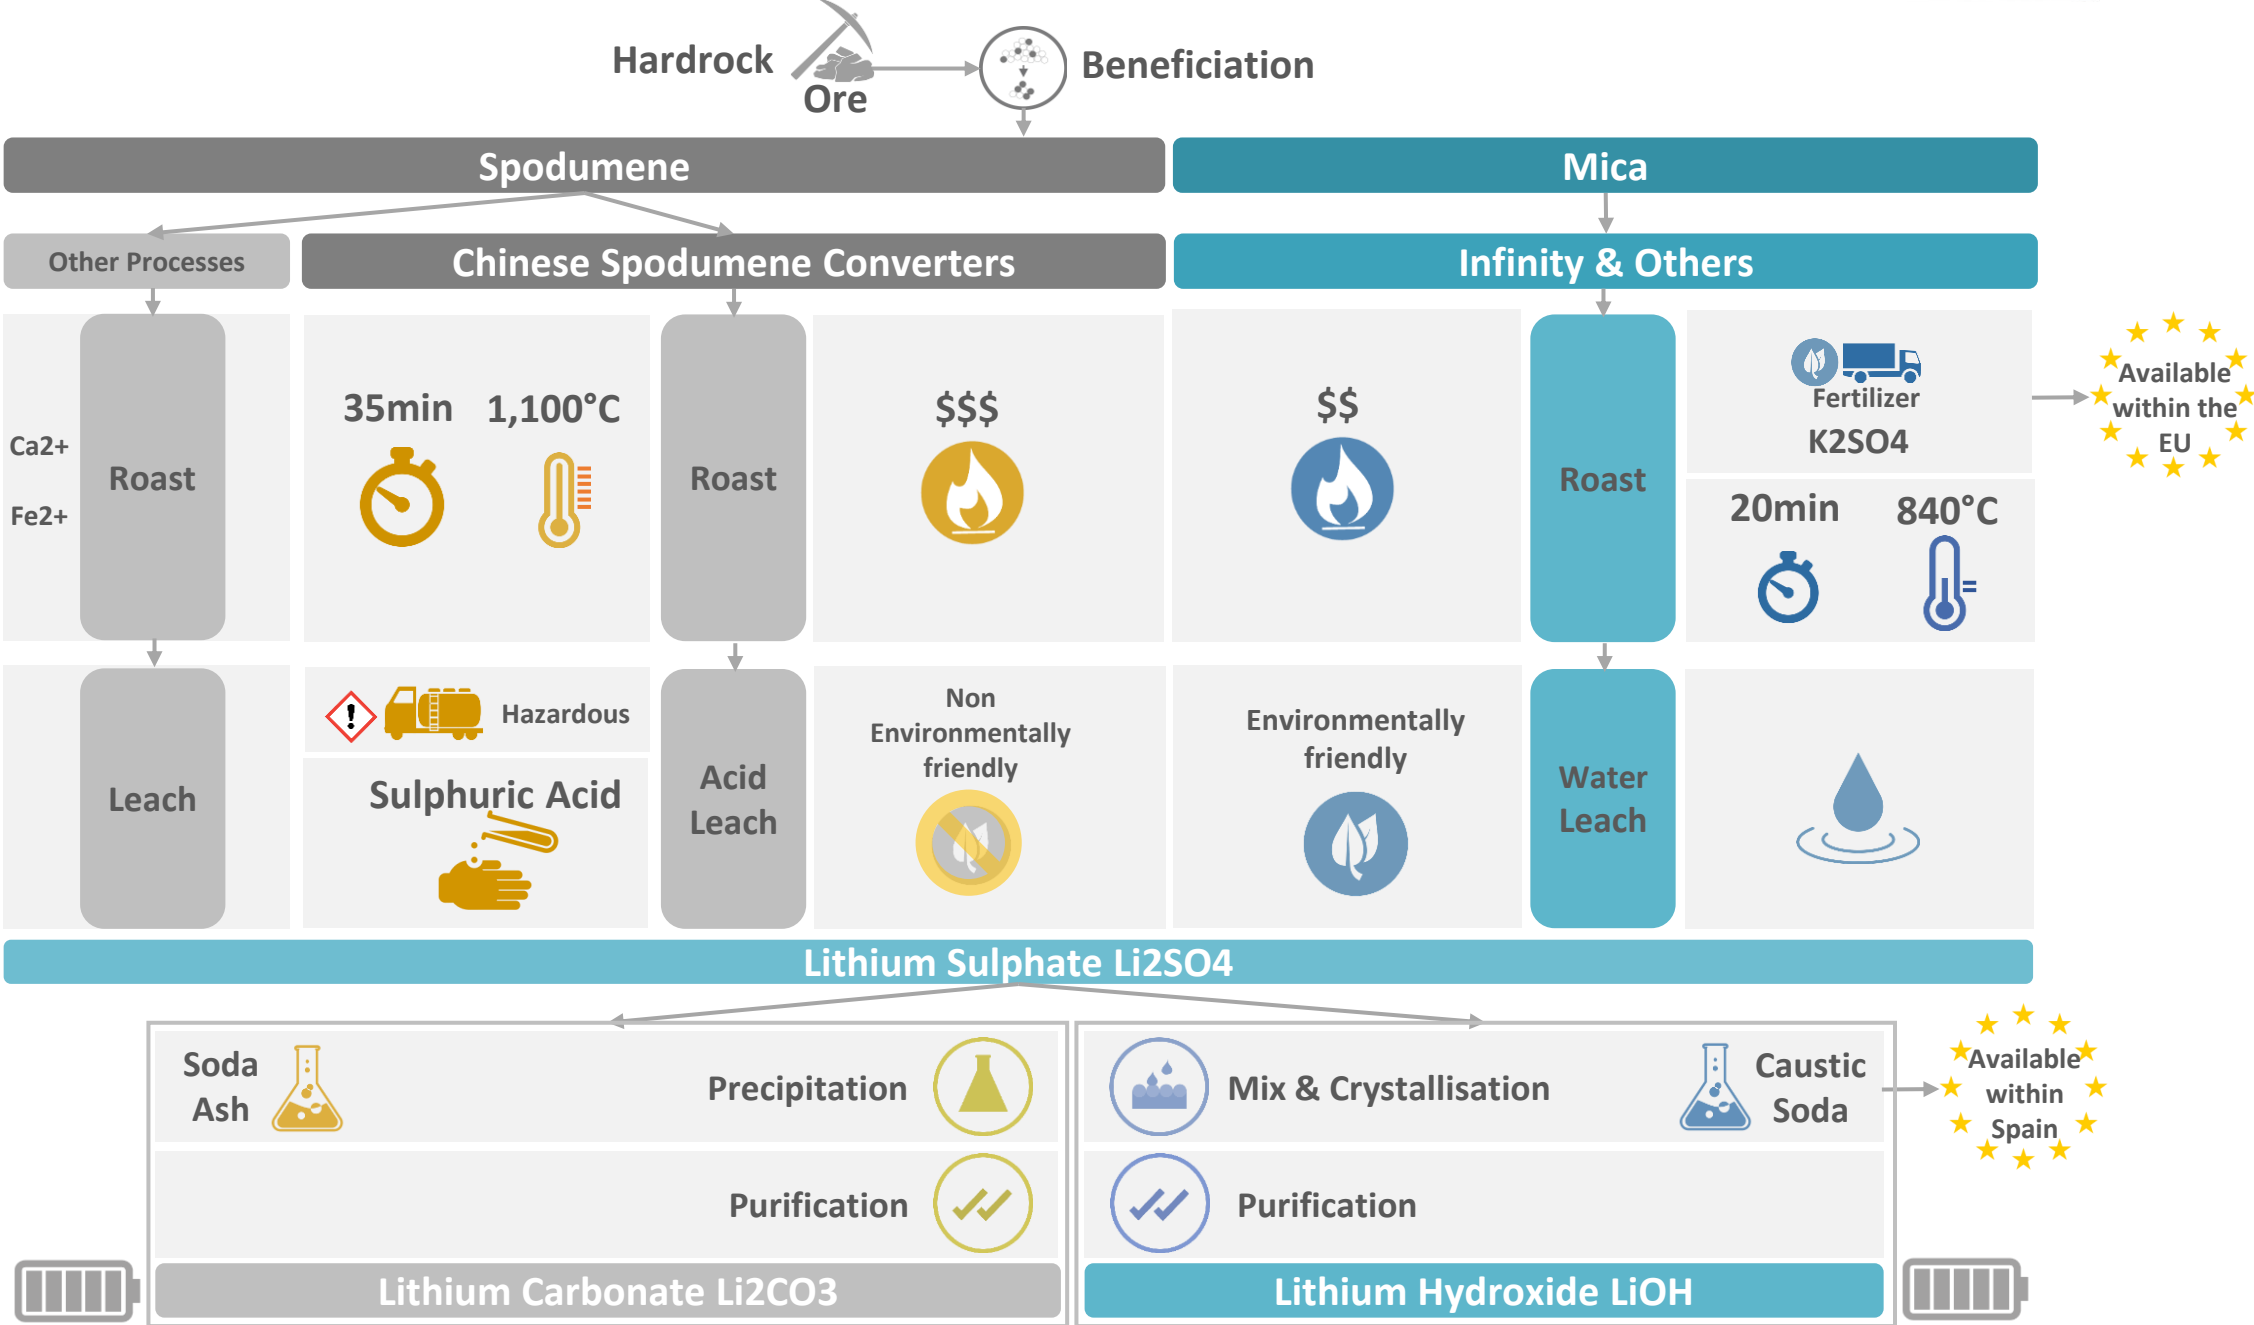 Hardrock
Ore
Beneficiation
Spodumene
Mica
Other Processes
Chinese Spodumene Converters
Infinity & Others
Ca2+
Fe2+
Roast
35min
1,100°C
Roast
$$$
$$
Roast
Fertilizer
K2SO4
20min
840°C
Available
within the
EU
Leach
Hazardous
Sulphuric Acid
Acid
Leach
Non
Environmentally
friendly
Environmentally
friendly
Water
Leach
Lithium Sulphate Li2SO4
Soda
Ash
Precipitation
Mix & Crystallisation
Caustic
Soda
Available
within
Spain
Purification
Purification
Lithium Carbonate Li2CO3
Lithium Hydroxide LiOH